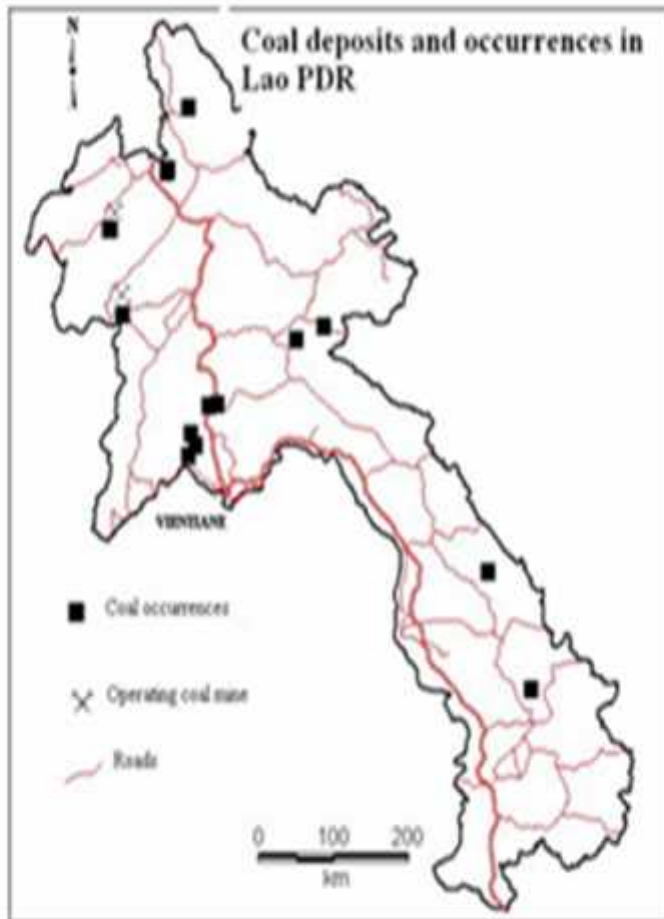 N
Coal deposits and occurrences in
Lao PDR
VIENTIANE
Coal occurrences
Operating coal mine
Roads
0 100 200
km